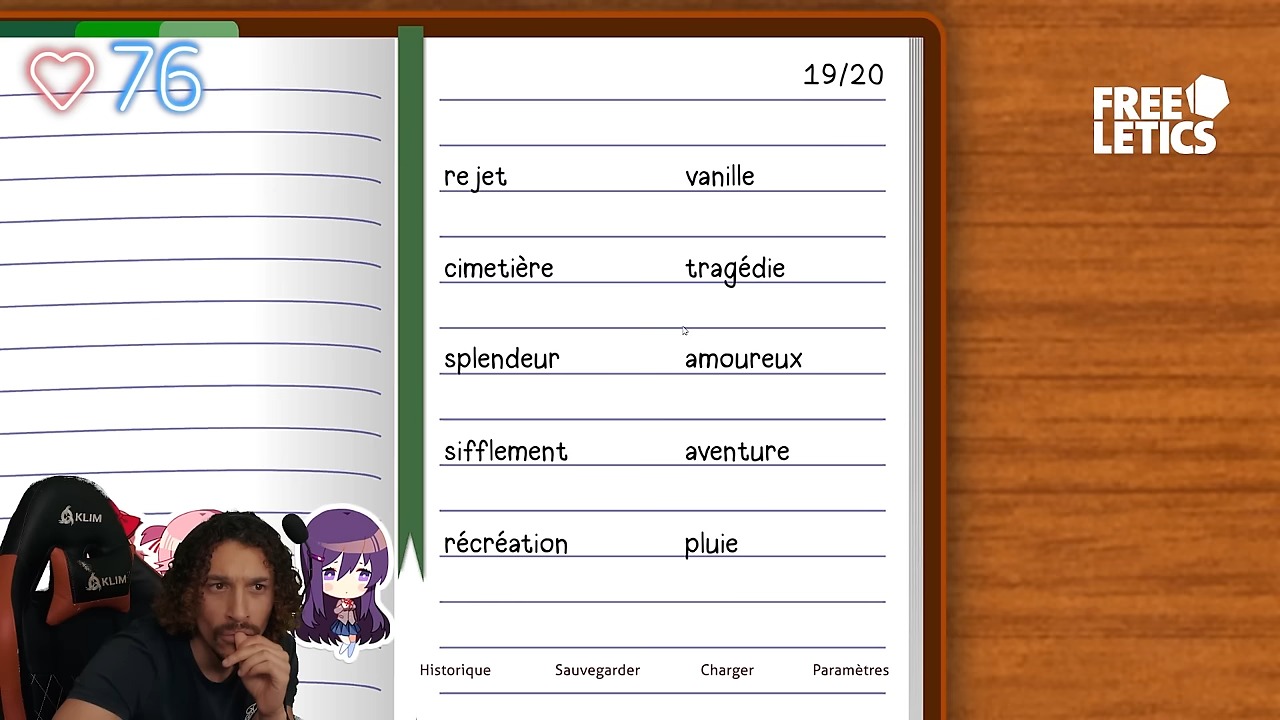 76
19/20
FREE
LETICS
rejet vanille
cimetière tragédie
splendeur amoureux
sifflement aventure
récréation pluie
KLIM
KLIM
Historique Sauvegarder Charger Paramètres